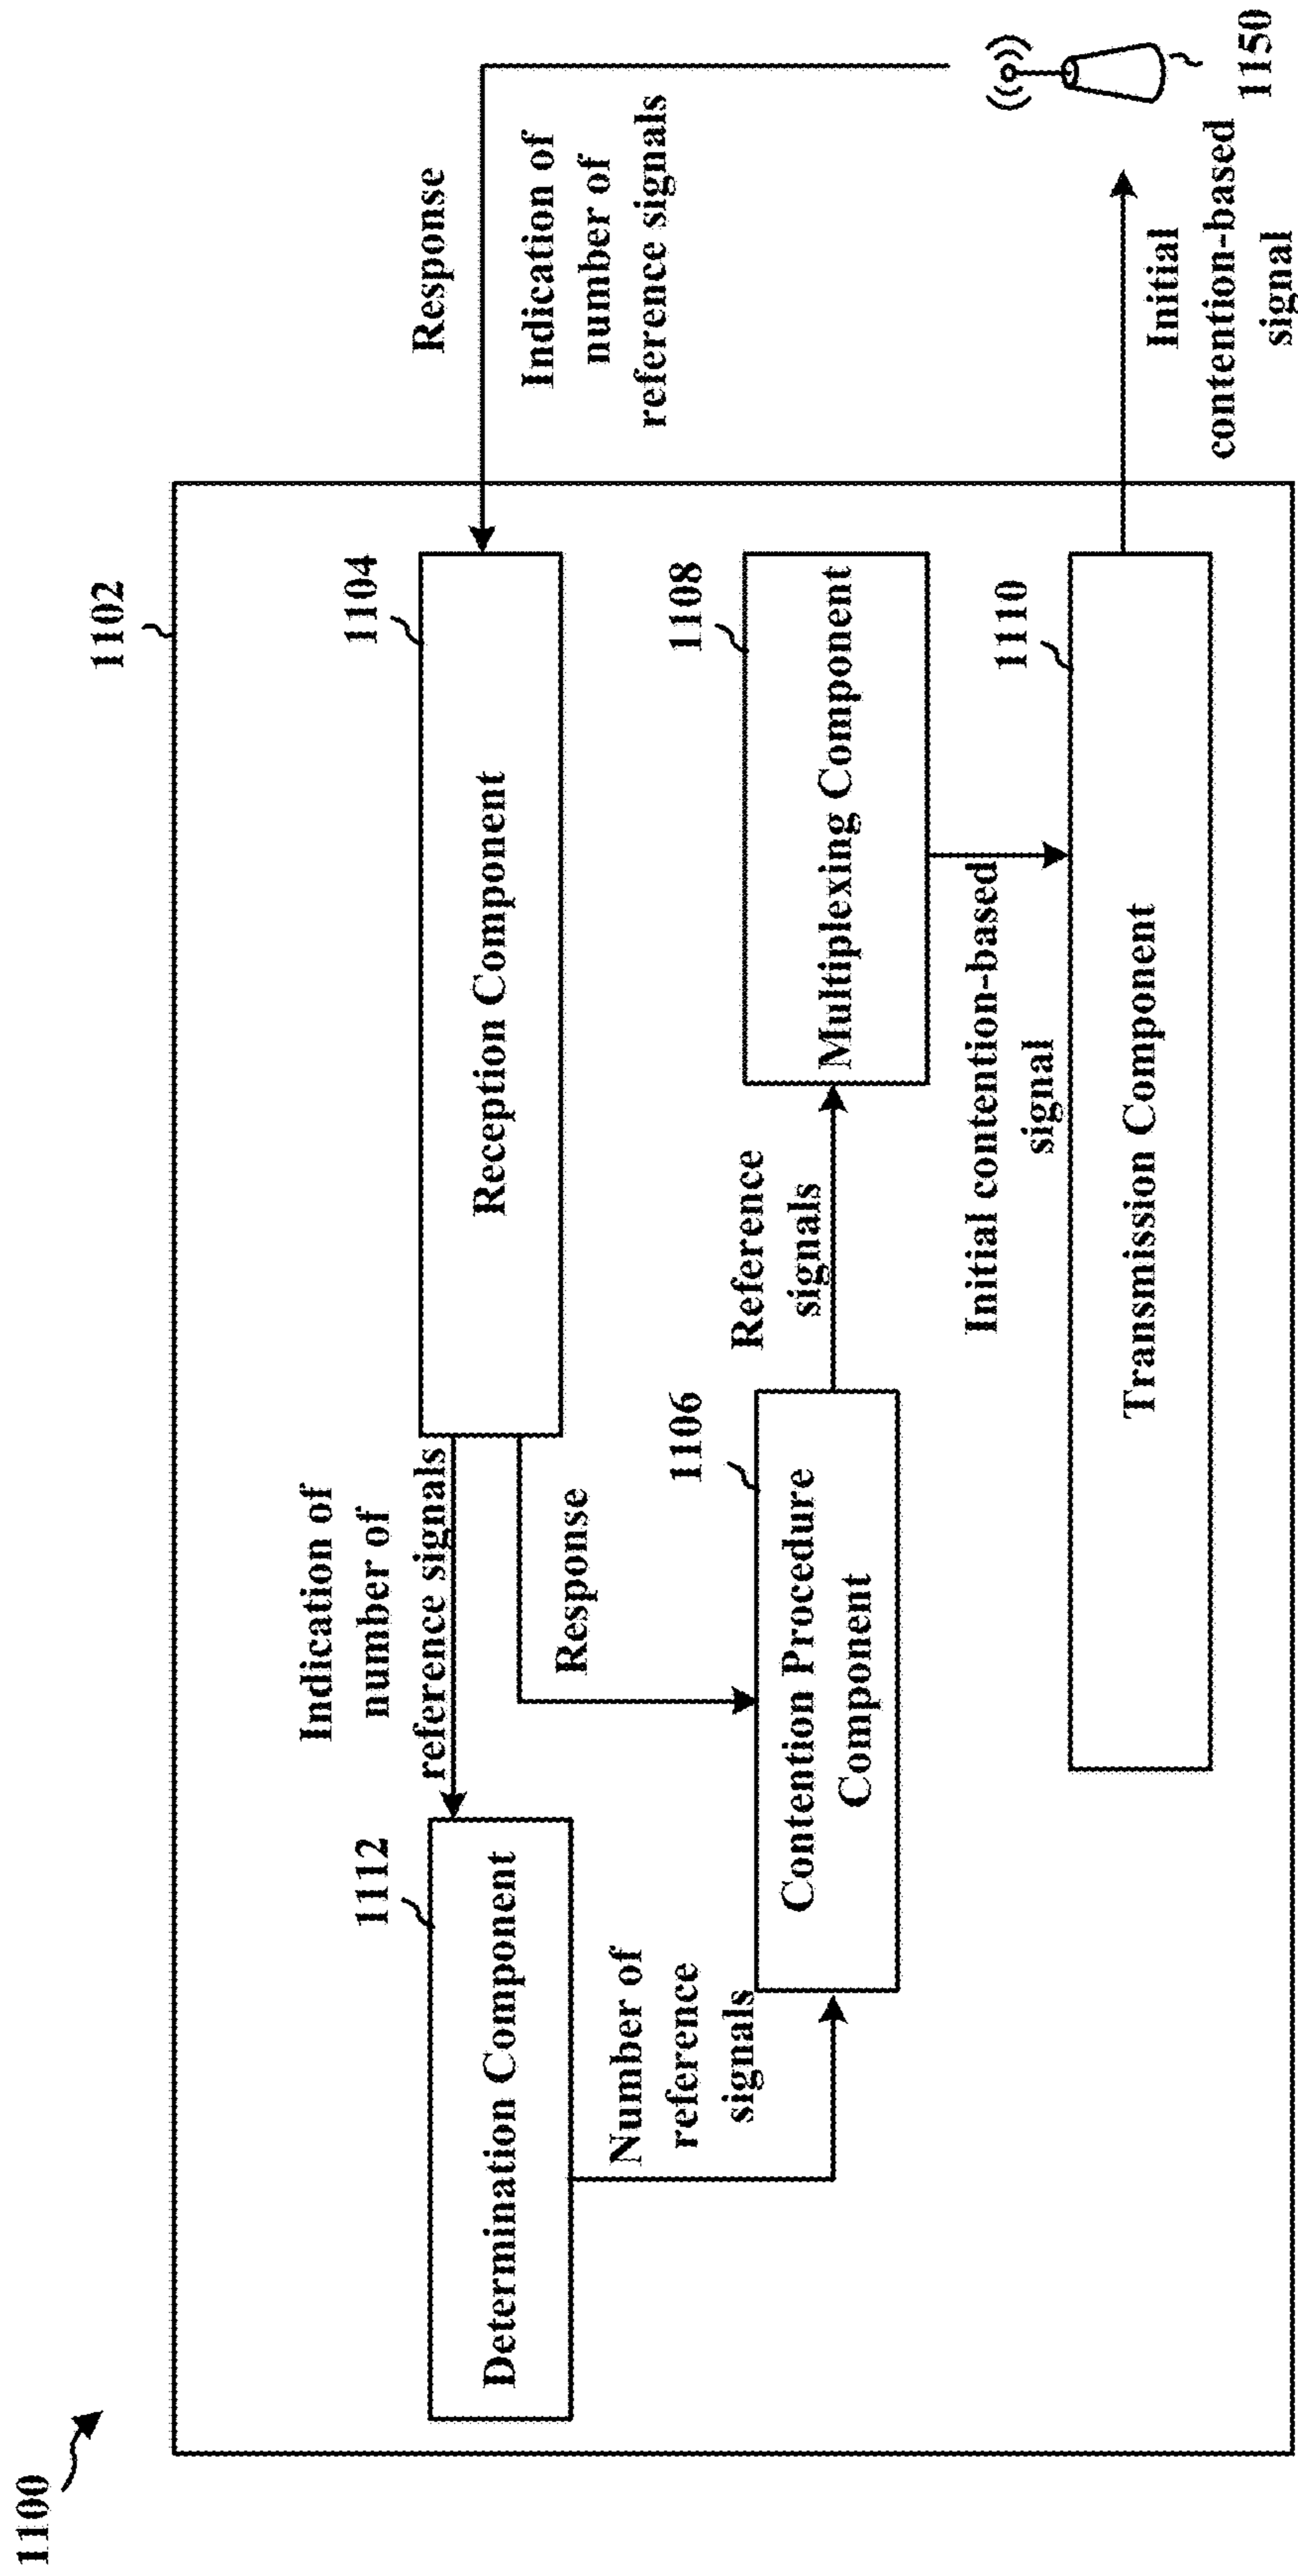 1100
1102
1112
Determination Component
Indication of
number of
reference signals
1104
Reception Component
Response
Indication of
number of
reference signals
Number of
reference
signals
Response
1106
Contention Procedure
Component
Reference
signals
1108
Multiplexing Component
Initial contention-based
signal
1110
Transmission Component
Initial
contention-based
signal
1150